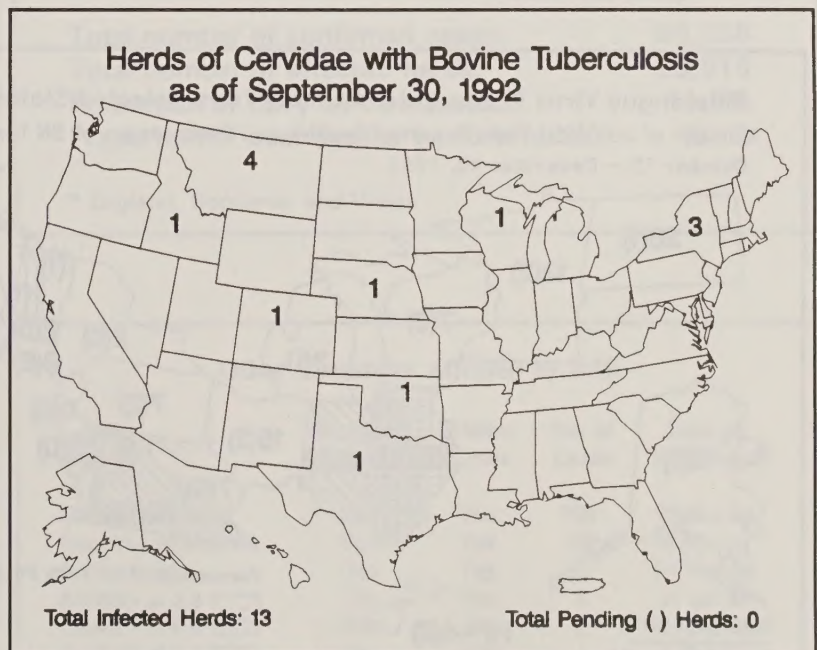 Herds of Cervidae with Bovine Tuberculosis
as of September 30, 1992
4
1
1
3
1
1
1
1
Total Infected Herds: 13
Total Pending ( ) Herds: 0